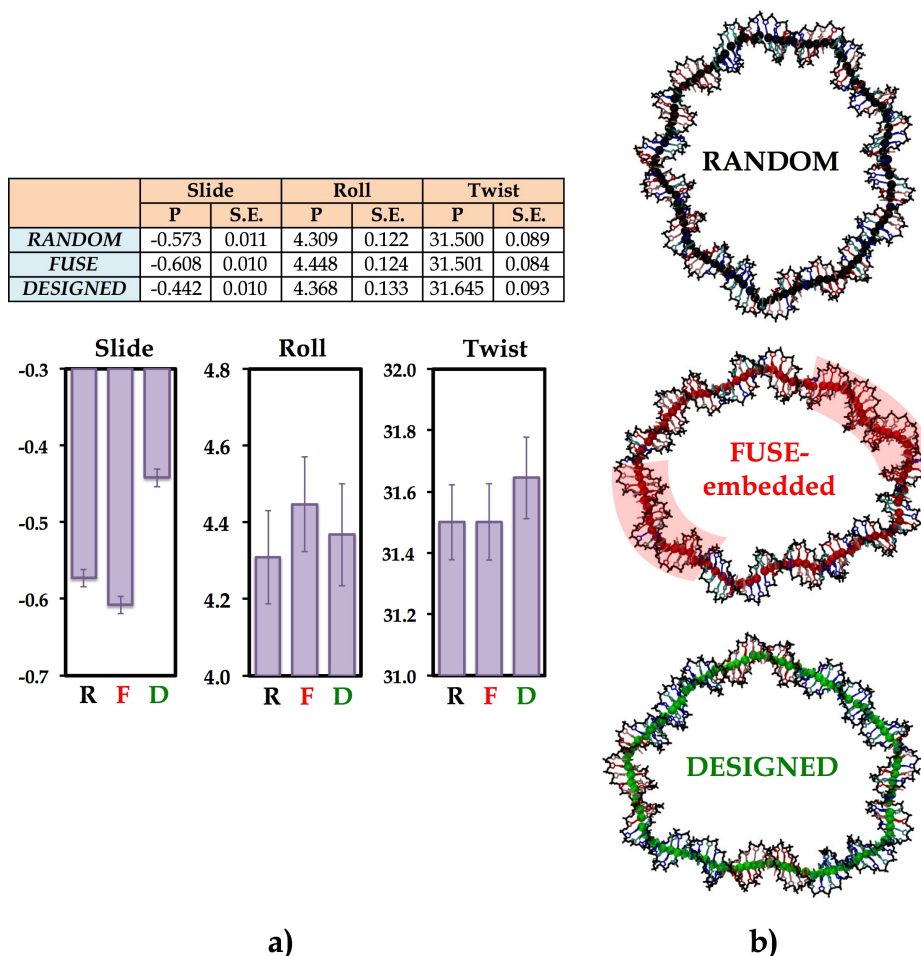 Slide Roll Twist
P S.E. P S.E. P S.E.
RANDOM -0.573 0.011 4.309 0.122 31.500 0.089
FUSE -0.608 0.010 4.448 0.124 31.501 0.084
DESIGNED -0.442 0.010 4.368 0.133 31.645 0.093
Slide
-0.3
-0.4
-0.5
-0.6
-0.7
R F D
Roll
4.8
4.6
4.4
4.2
4.0
R F D
Twist
32.0
31.8
31.6
31.4
31.2
31.0
R F D
a)
RANDOM
FUSE-
embedded
DESIGNED
b)